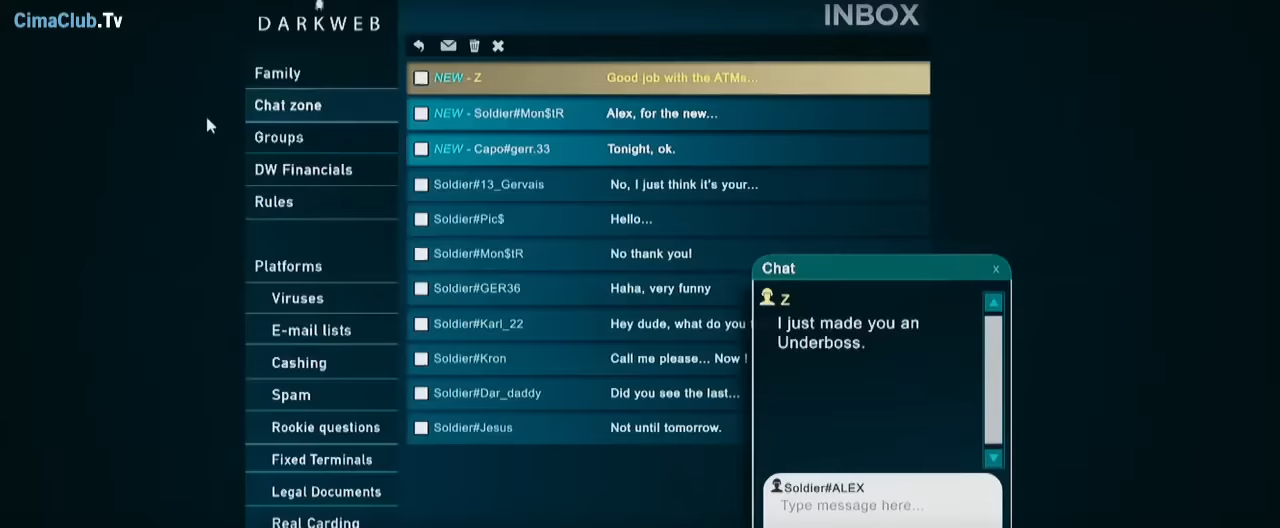 CimaClub.Tv
DARKWEB
INBOX
Family
Chat zone
Groups
DW Financials
Rules
Platforms
Viruses
E-mail lists
Cashing
Spam
Rookie questions
Fixed Terminals
Legal Documents
Real Carding
NEW - Z Good job with the ATMs...
NEW - Soldier#Mon$tR Alex, for the new...
NEW - Capo#gerr.33 Tonight, ok.
Soldier#13_Gervais No, I just think it's your...
Soldier#Pic$ Hello...
Soldier#Mon$tR No thank you!
Soldier#GER36 Haha, very funny
Soldier#Karl_22 Hey dude, what do you
Soldier#Kron Call me please... Now !
Soldier#Dar_daddy Did you see the last...
Soldier#Jesus Not until tomorrow.
Chat x
Z
I just made you an
Underboss.
Soldier#ALEX
Type message here...